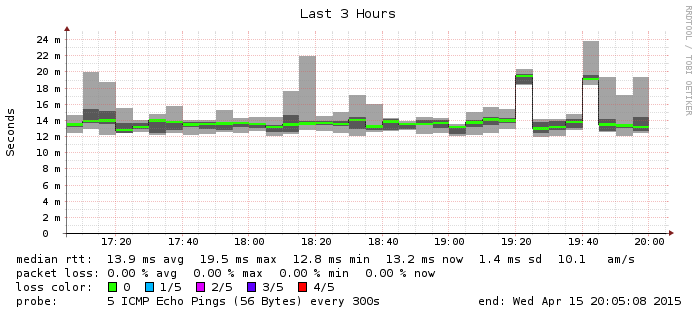 Last 3 Hours
RRDTOOL / TOBI OETIKER
Seconds
24 m
22 m
20 m
18 m
16 m
14 m
12 m
10 m
8 m
6 m
4 m
2 m
0
17:20 17:40 18:00 18:20 18:40 19:00 19:20 19:40 20:00
median rtt: 13.9 ms avg 19.5 ms max 12.8 ms min 13.2 ms now 1.4 ms sd 10.1 am/s
packet loss: 0.00 % avg 0.00 % max 0.00 % min 0.00 % now
loss color: 0 1/5 2/5 3/5 4/5
probe: 5 ICMP Echo Pings (56 Bytes) every 300s end: Wed Apr 15 20:05:08 2015